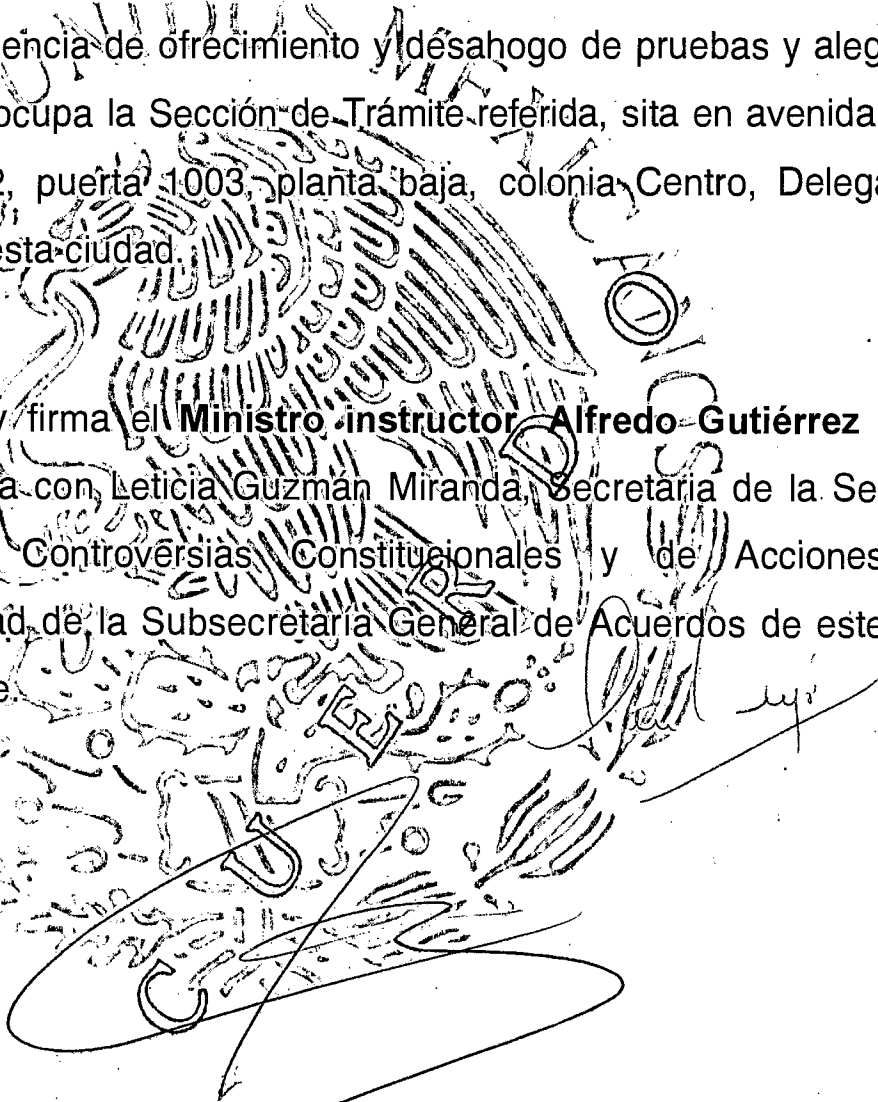 encia de ofrecimiento y desahogo de pruebas y aleg
ocupa la Sección de Trámite referida, sita en avenida
2, puerta 1003, planta baja, colonia Centro, Delega
esta ciudad.
y firma el Ministro instructor Alfredo Gutiérrez
a con Leticia Guzmán Miranda, Secretaria de la Se
Controversias Constitucionales y de Acciones
ad de la Subsecretaría General de Acuerdos de este
e.
A C U E R D O